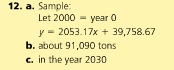 12. a. Sample:
Let 2000 = year 0
y = 2053.17x + 39,758.67
b. about 91,090 tons
c. in the year 2030